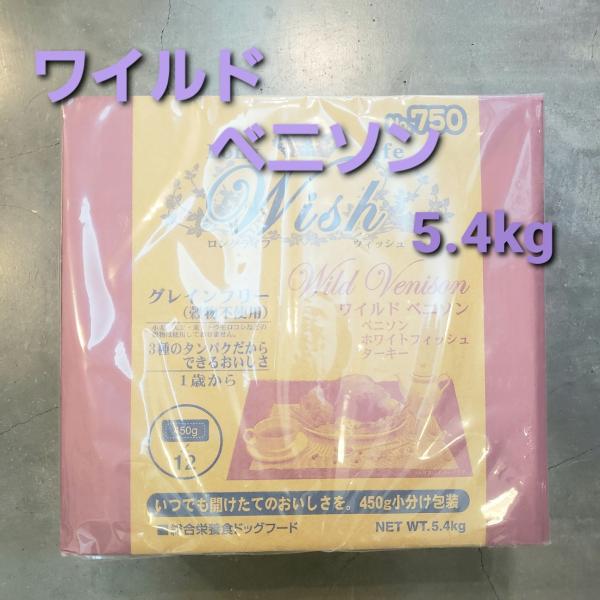 ワイルド
ベニソン
5.4kg
No.750
Wish
ロングライフ ウィッシュ
Wild Venison
ワイルド ベニソン
ベニソン
ホワイトフィッシュ
ターキー
グレインフリー
(穀物不使用)
3種のタンパクだから
できるおいしさ
1歳から
450g
12
いつでも開けたてのおいしさを。450g小分け包装
■総合栄養食ドッグフード NET WT.5.4kg